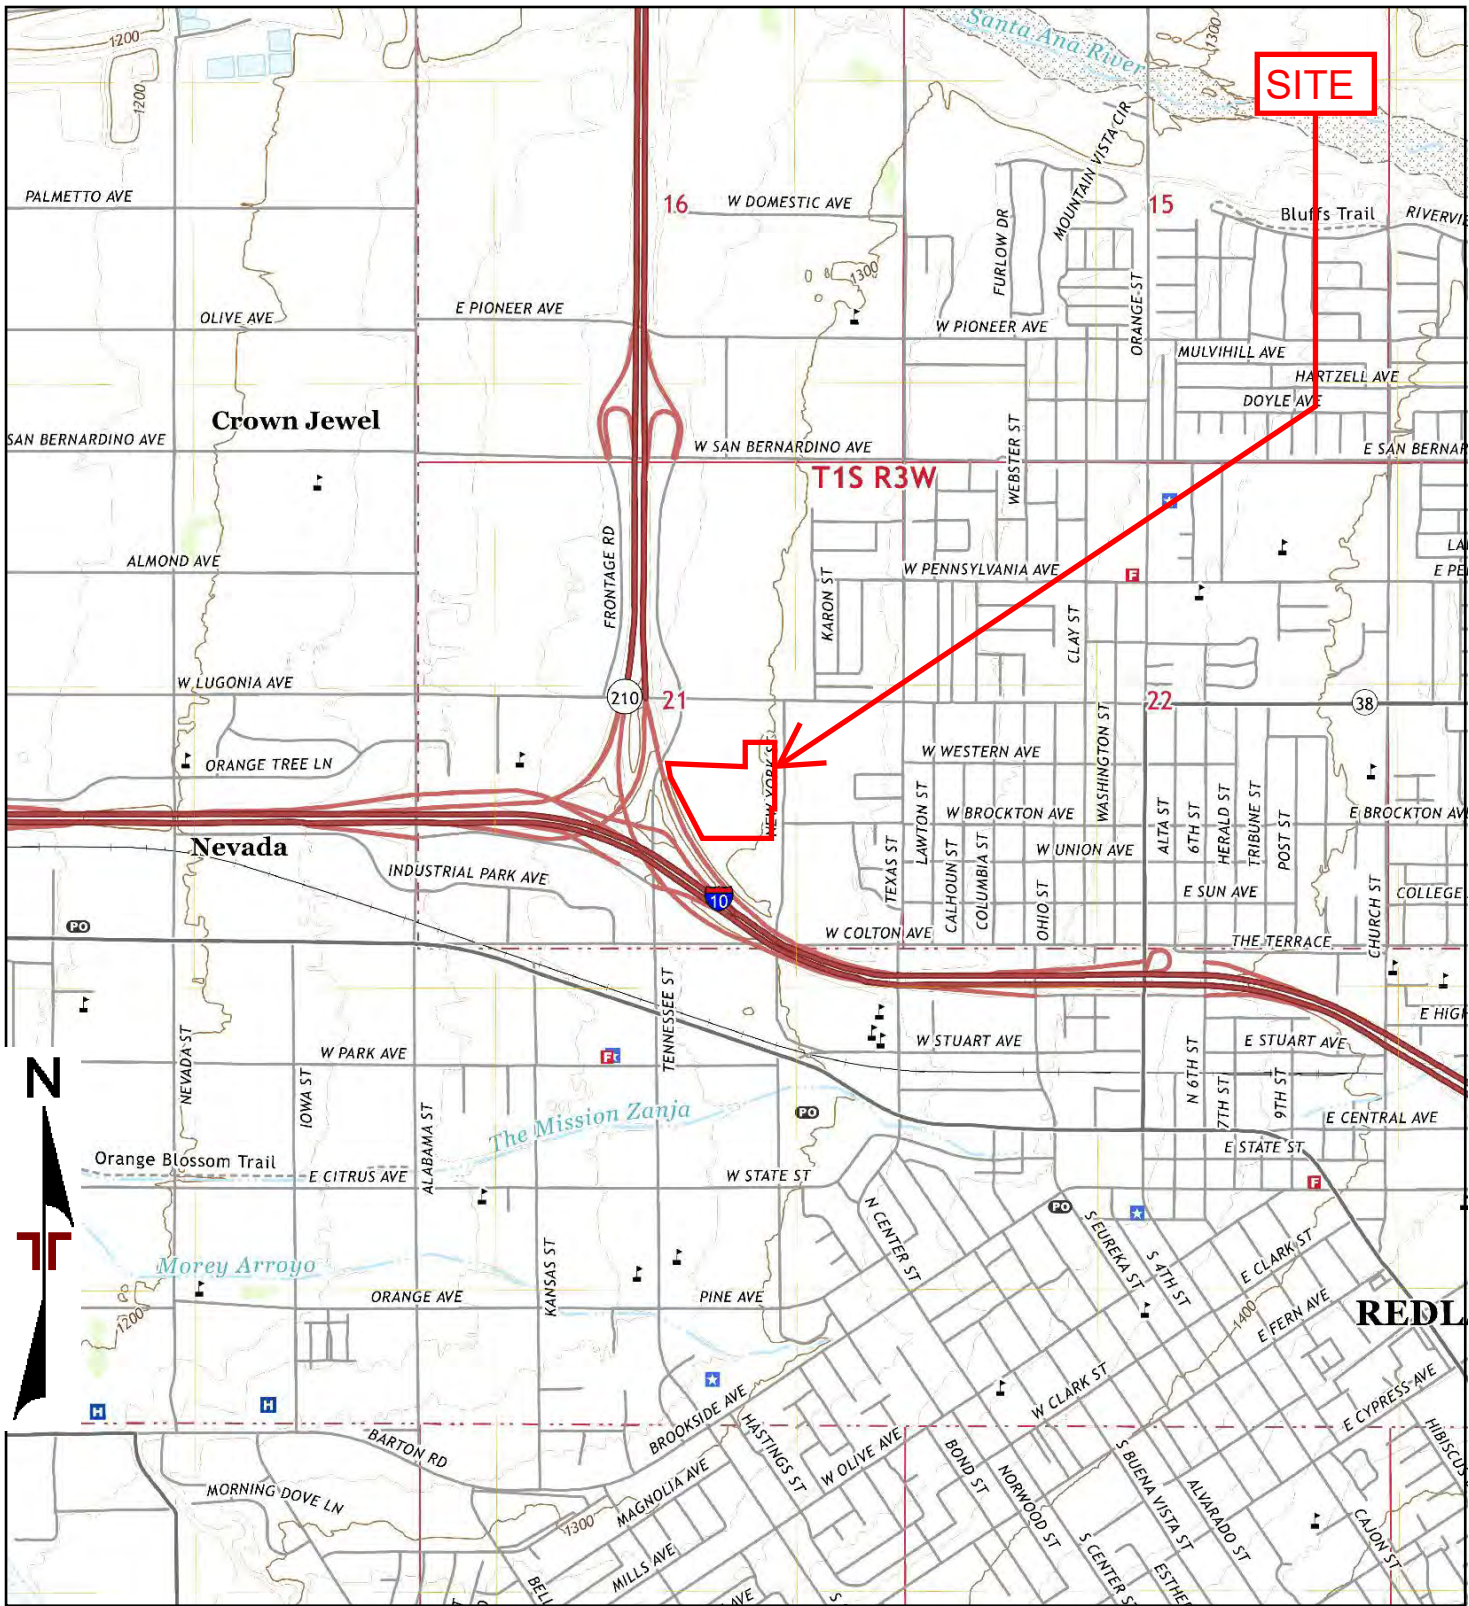 1200
Santa Ana River
1300
SITE
1200
MOUNTAIN VISTA CIR
PALMETTO AVE
16
W DOMESTIC AVE
15
Bluffs Trail
FURLOW DR
1300
ORANGE ST
OLIVE AVE
E PIONEER AVE
W PIONEER AVE
MULVIHILL AVE
HARTZELL AVE
DOYLE AVE
Crown Jewel
SAN BERNARDINO AVE
W SAN BERNARDINO AVE
WEBSTER ST
T1S R3W
FRONTAGE RD
ALMOND AVE
W PENNSYLVANIA AVE
F
KARON ST
CLAY ST
W LUGONIA AVE
210
21
22
38
ORANGE TREE LN
NEW YORK ST
W WESTERN AVE
WASHINGTON ST
W BROCKTON AVE
E BROCKTON AV
LAWTON ST
ALTA ST
6TH ST
HERALD ST
TRIBUNE ST
POST ST
Nevada
W UNION AVE
INDUSTRIAL PARK AVE
TEXAS ST
CALHOUN ST
COLUMBIA ST
OHIO ST
E SUN AVE
CHURCH ST
COLLEGE
10
PO
W COLTON AVE
THE TERRACE
TENNESSEE ST
E HIGH
W STUART AVE
E STUART AVE
NEVADA ST
W PARK AVE
F
N
IOWA ST
N 6TH ST
7TH ST
9TH ST
The Mission Zanja
PO
E CENTRAL AVE
ALABAMA ST
Orange Blossom Trail
E CITRUS AVE
W STATE ST
E STATE ST
F
PO
N CENTER ST
S EUREKA ST
S 4TH ST
E CLARK ST
Morey Arroyo
KANSAS ST
ORANGE AVE
PINE AVE
1200
1400
E FERN AVE
REDL
H
H
BROOKSIDE AVE
W CLARK ST
E CYPRESS AVE
HASTINGS ST
HIBISCUS
BARTON RD
W OLIVE AVE
BOND ST
NORWOOD ST
S BUENA VISTA ST
ALVARADO ST
MAGNOLIA AVE
MORNING DOVE LN
1300
CAJON ST
MILLS AVE
S CENTER S
ESTHE
BELL
AVE